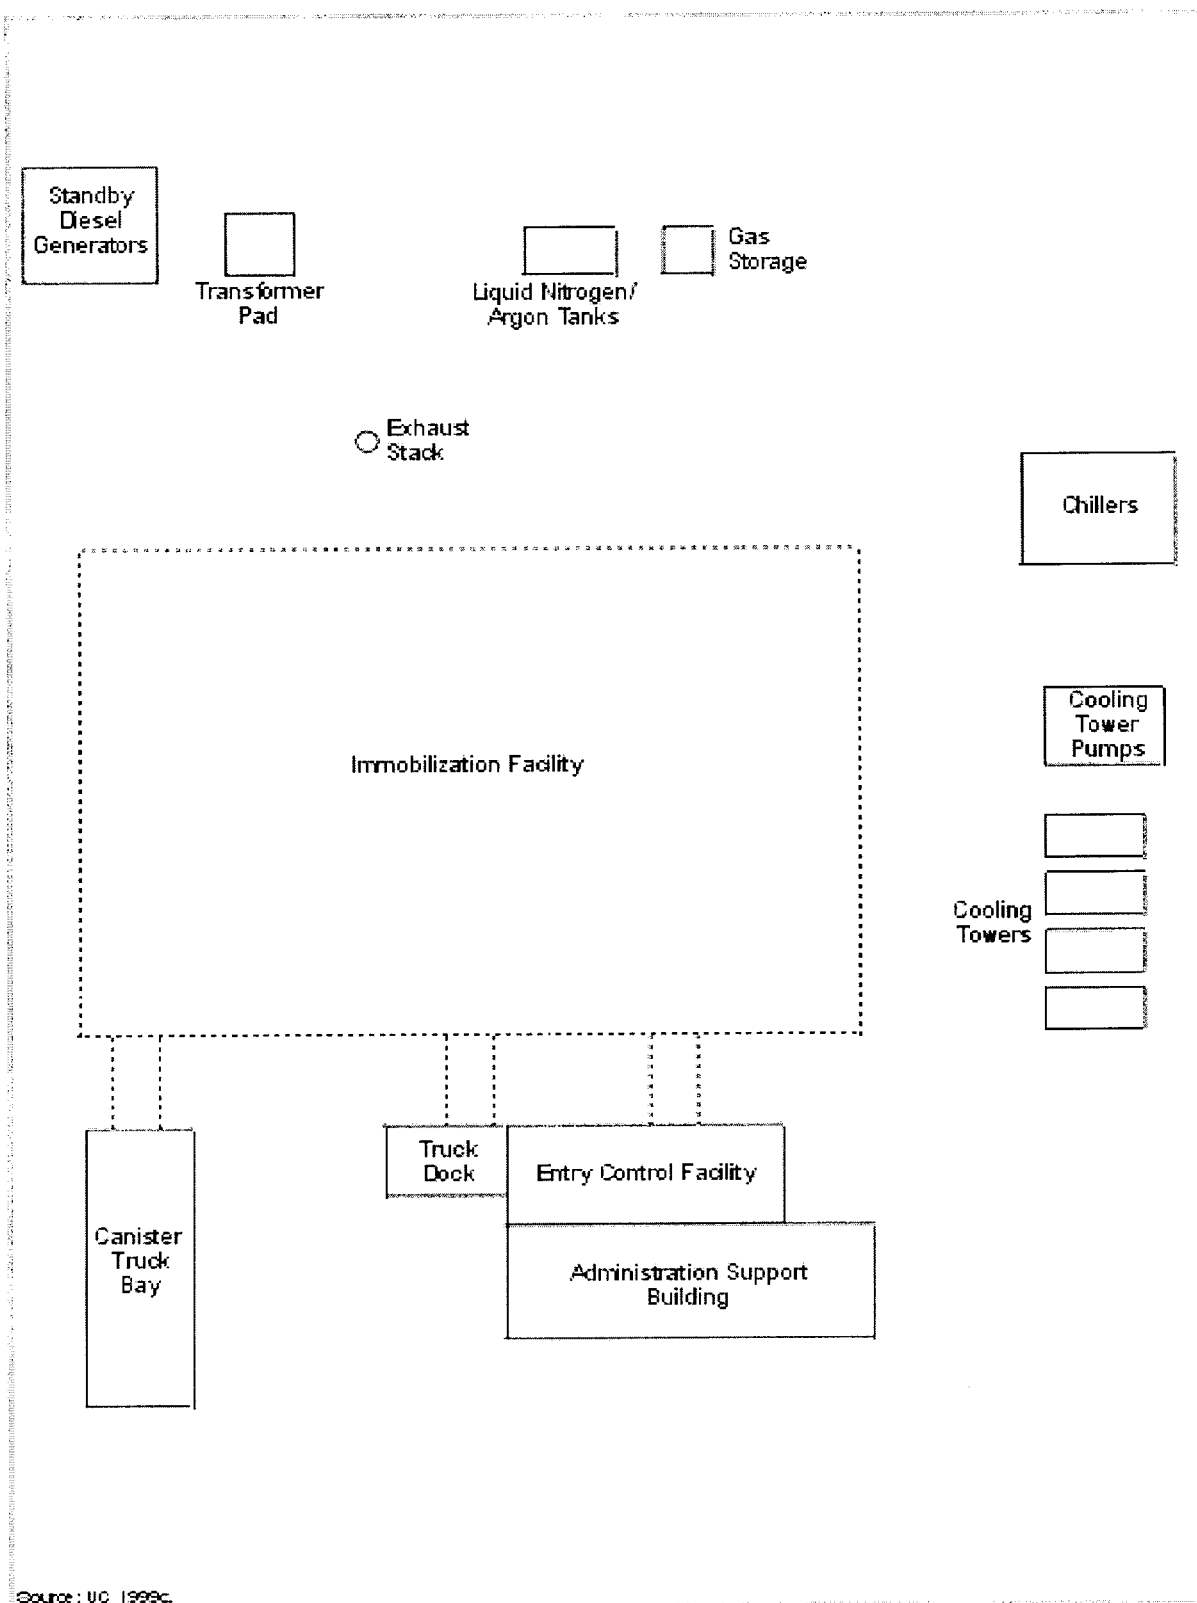 Standby
Diesel
Generators
Transformer
Pad
Liquid Nitrogen/
Argon Tanks
Gas
Storage
Exhaust
Stack
Chillers
Immobilization Facility
Cooling
Tower
Pumps
Cooling
Towers
Truck
Dock
Entry Control Facility
Canister
Truck
Bay
Administration Support
Building
Source: UC 1999c.